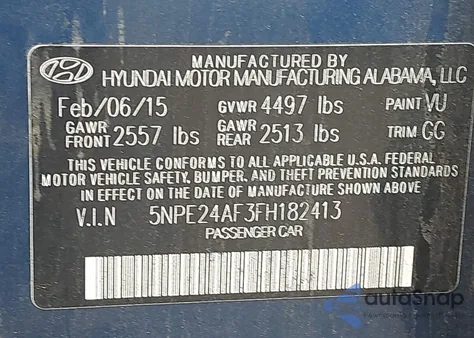 MANUFACTURED BY
HYUNDAI MOTOR MANUFACTURING ALABAMA, LLC
Feb/06/15 GVWR 4497 lbs PAINT VU
GAWR FRONT 2557 lbs GAWR REAR 2513 lbs TRIM GG
THIS VEHICLE CONFORMS TO ALL APPLICABLE U.S.A. FEDERAL
MOTOR VEHICLE SAFETY, BUMPER, AND THEFT PREVENTION STANDARDS
IN EFFECT ON THE DATE OF MANUFACTURE SHOWN ABOVE
V.I.N 5NPE24AF3FH182413
PASSENGER CAR
autoSnap